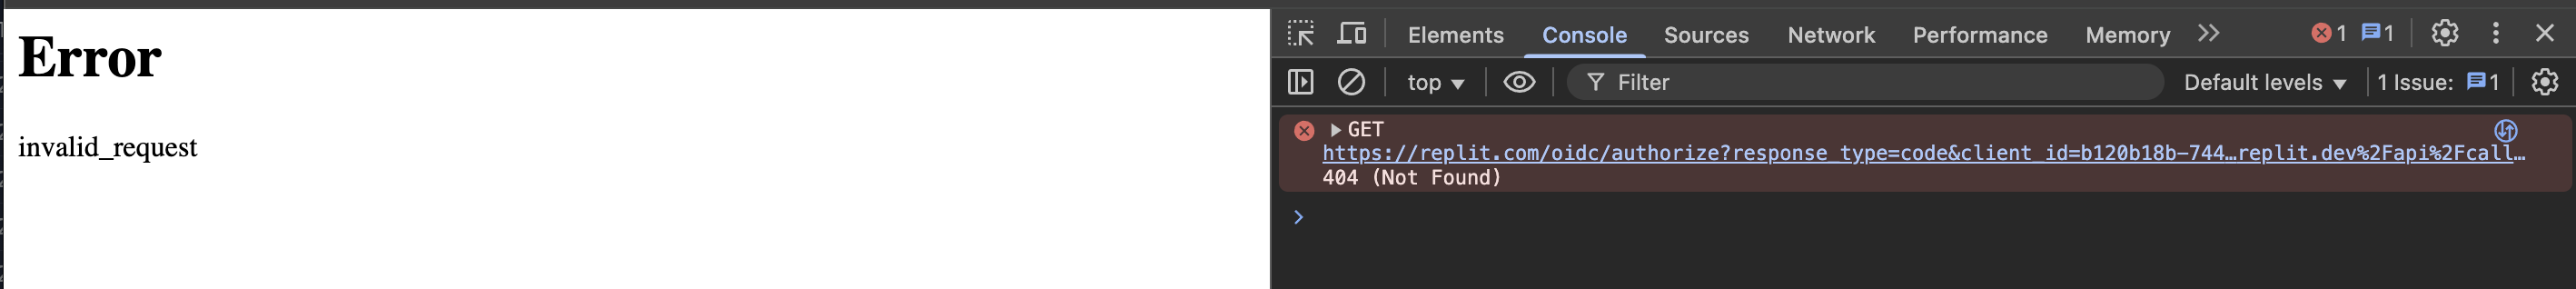 Error
invalid_request
Elements Console Sources Network Performance Memory 1 1
top Filter Default levels 1 Issue: 1
GET
https://replit.com/oidc/authorize?response_type=code&client_id=b120b18b-744…replit.dev%2Fapi%2Fcall…
404 (Not Found)